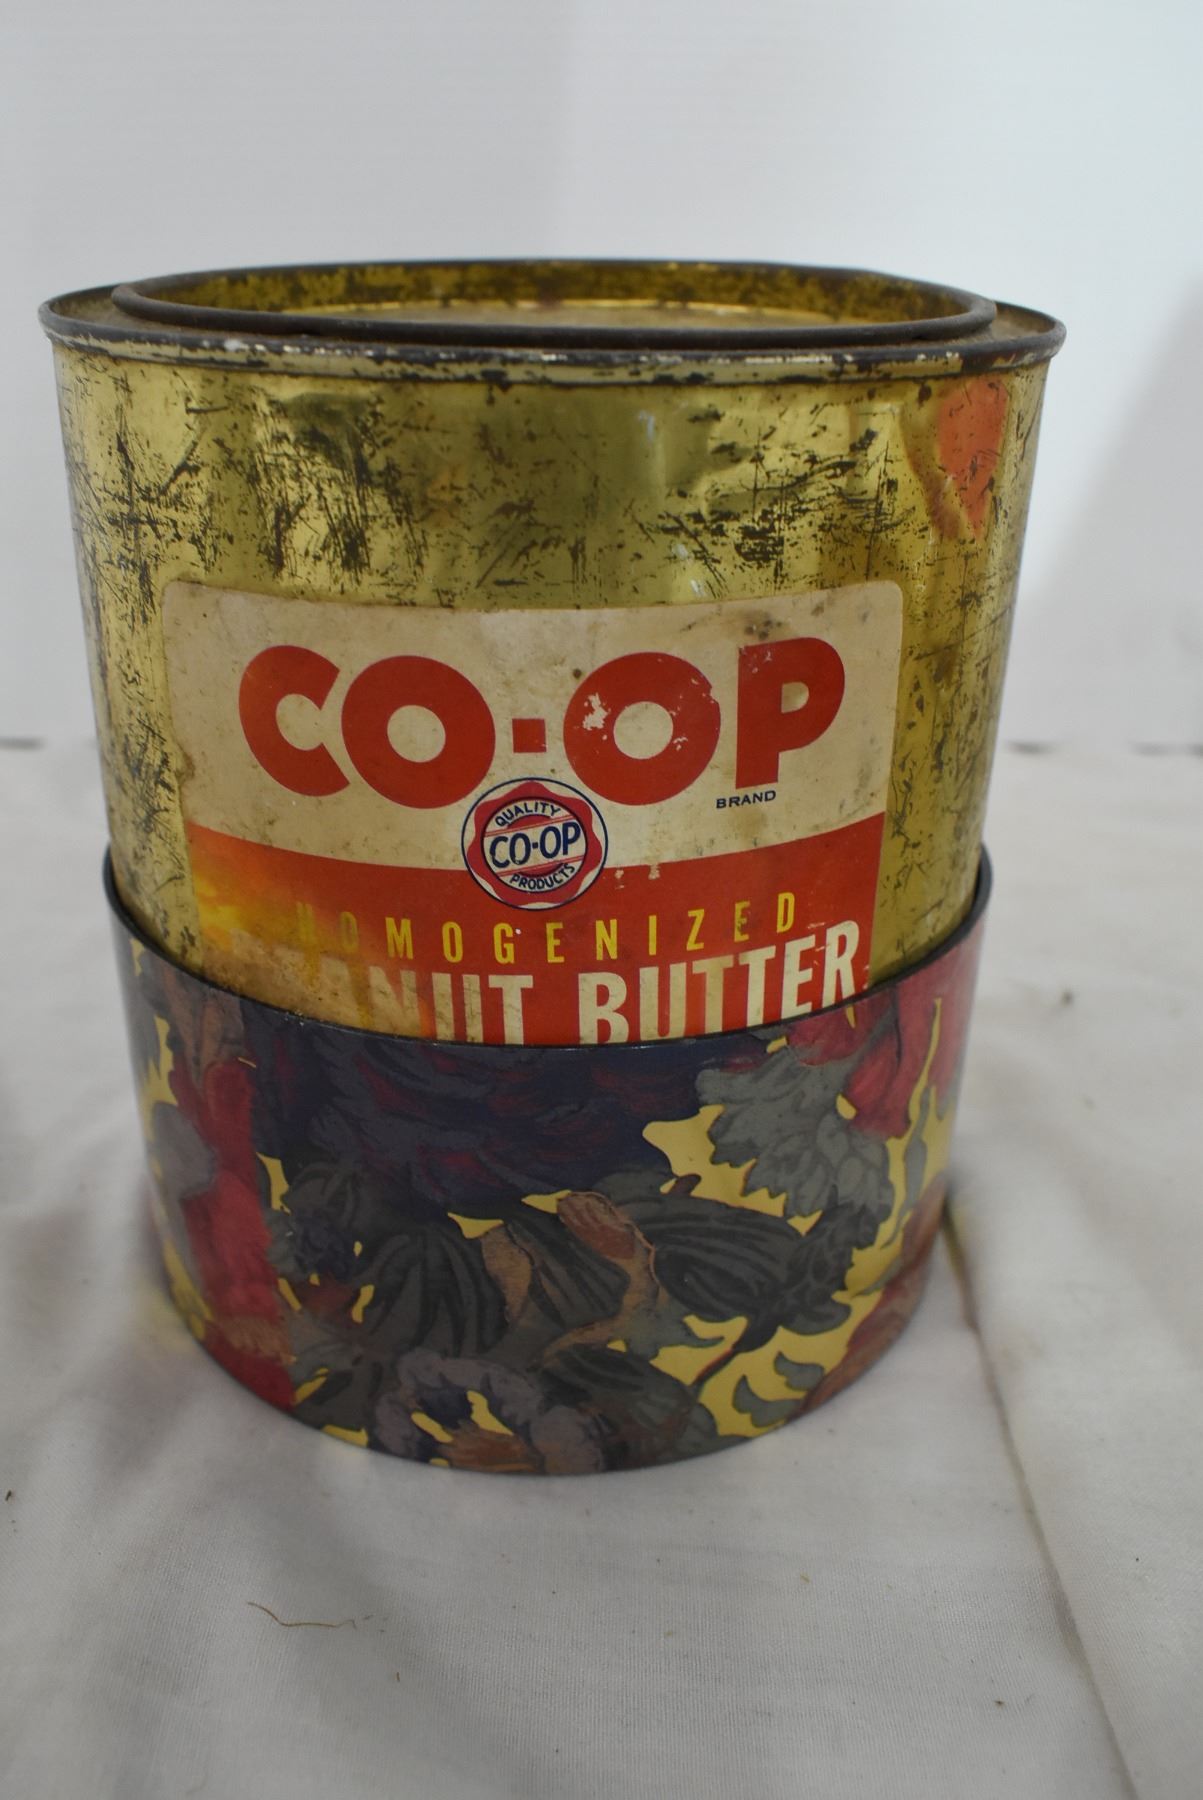 CO-OP
BRAND
QUALITY
CO-OP
PRODUCTS
HOMOGENIZED
ANUT BUTTER